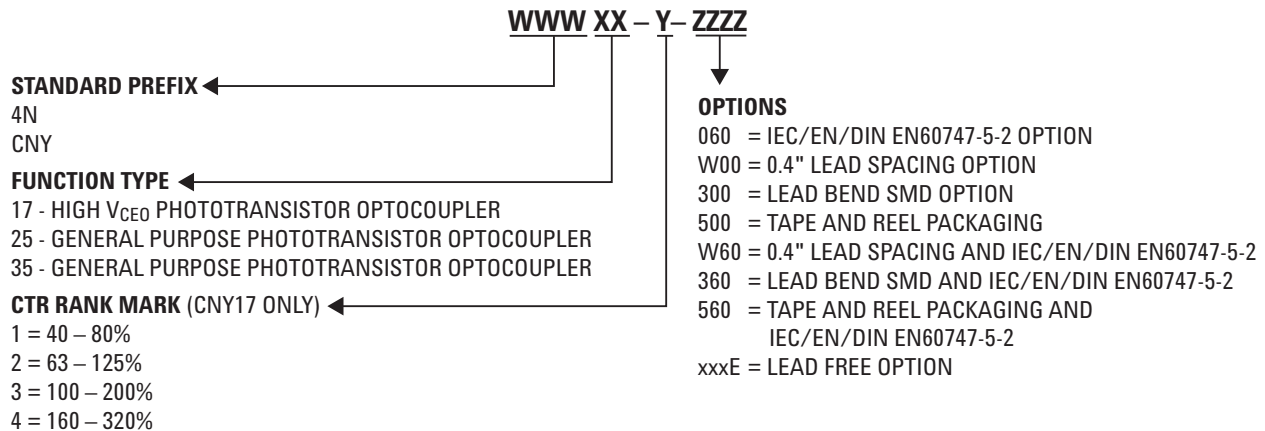 WWW XX – Y– ZZZZ
STANDARD PREFIX
4N
CNY
FUNCTION TYPE
17 - HIGH VCEO PHOTOTRANSISTOR OPTOCOUPLER
25 - GENERAL PURPOSE PHOTOTRANSISTOR OPTOCOUPLER
35 - GENERAL PURPOSE PHOTOTRANSISTOR OPTOCOUPLER
CTR RANK MARK (CNY17 ONLY)
1 = 40 – 80%
2 = 63 – 125%
3 = 100 – 200%
4 = 160 – 320%
OPTIONS
060 = IEC/EN/DIN EN60747-5-2 OPTION
W00 = 0.4" LEAD SPACING OPTION
300 = LEAD BEND SMD OPTION
500 = TAPE AND REEL PACKAGING
W60 = 0.4" LEAD SPACING AND IEC/EN/DIN EN60747-5-2
360 = LEAD BEND SMD AND IEC/EN/DIN EN60747-5-2
560 = TAPE AND REEL PACKAGING AND
IEC/EN/DIN EN60747-5-2
xxxE = LEAD FREE OPTION